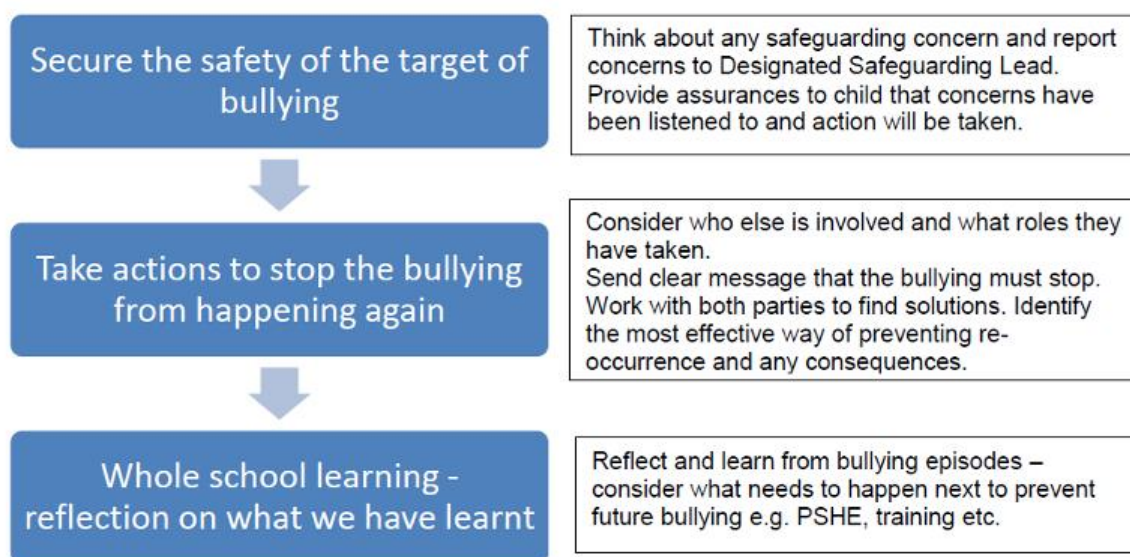 Secure the safety of the target of
bullying
Think about any safeguarding concern and report
concerns to Designated Safeguarding Lead.
Provide assurances to child that concerns have
been listened to and action will be taken.
Take actions to stop the bullying
from happening again
Consider who else is involved and what roles they
have taken.
Send clear message that the bullying must stop.
Work with both parties to find solutions. Identify
the most effective way of preventing re-
occurrence and any consequences.
Whole school learning -
reflection on what we have learnt
Reflect and learn from bullying episodes –
consider what needs to happen next to prevent
future bullying e.g. PSHE, training etc.